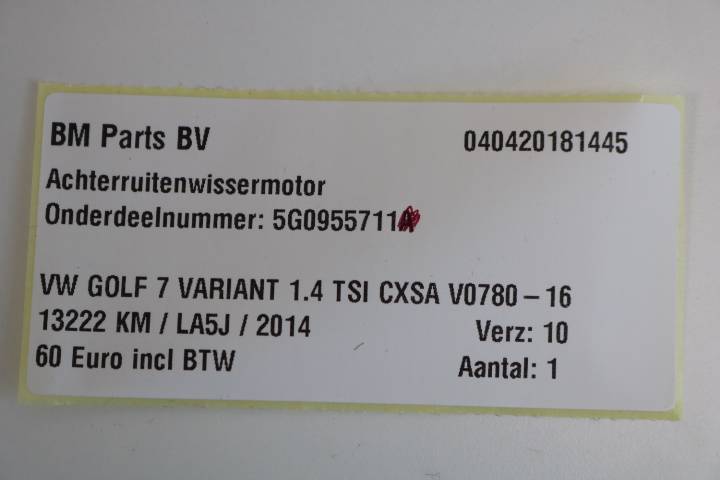 BM Parts BV 040420181445
Achterruitenwissermotor
Onderdeelnummer: 5G0955711
VW GOLF 7 VARIANT 1.4 TSI CXSA V0780 – 16
13222 KM / LA5J / 2014 Verz: 10
60 Euro incl BTW Aantal: 1